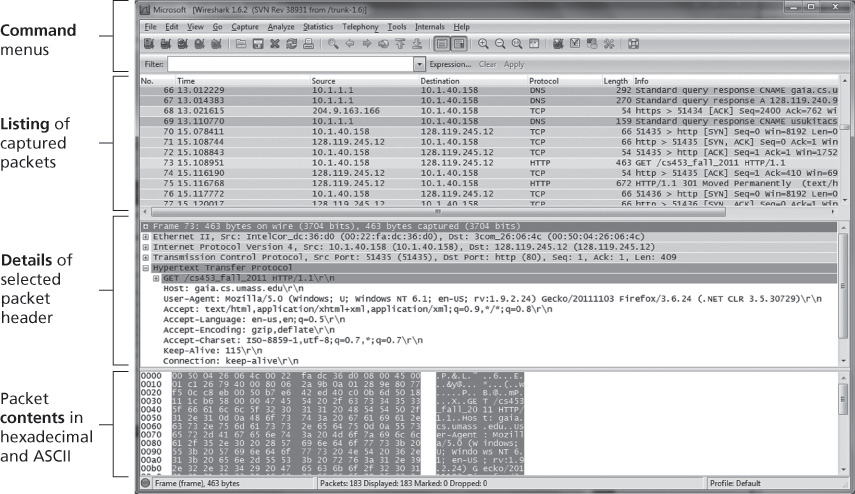 Command
menus
Listing of
captured
packets
Details of
selected
packet
header
Packet
contents in
hexadecimal
and ASCII
Microsoft [Wireshark 1.6.2 (SVN Rev 38931 from /trunk-1.6)]
File Edit View Go Capture Analyze Statistics Telephony Tools Internals Help
Filter: Expression... Clear Apply
No. Time Source Destination Protocol Length Info
66 13.012229 10.1.1.1 10.1.40.158 DNS 292 Standard query response CNAME gaia.cs.u
67 13.014383 10.1.1.1 10.1.40.158 DNS 270 Standard query response A 128.119.240.9
68 13.021615 204.9.163.166 10.1.40.158 TCP 54 https > 51434 [ACK] Seq=2400 Ack=762 Wi
69 13.110770 10.1.1.1 10.1.40.158 DNS 159 Standard query response CNAME usukitacs
70 15.078411 10.1.40.158 128.119.245.12 TCP 66 51435 > http [SYN] Seq=0 Win=8192 Len=0
71 15.108744 128.119.245.12 10.1.40.158 TCP 66 http > 51435 [SYN, ACK] Seq=0 Ack=1 Win
72 15.108843 10.1.40.158 128.119.245.12 TCP 54 51435 > http [ACK] Seq=1 Ack=1 Win=1752
73 15.108951 10.1.40.158 128.119.245.12 HTTP 463 GET /cs453_fall_2011 HTTP/1.1
74 15.116190 128.119.245.12 10.1.40.158 TCP 54 http > 51435 [ACK] Seq=1 Ack=410 Win=69
75 15.116768 128.119.245.12 10.1.40.158 HTTP 672 HTTP/1.1 301 Moved Permanently (text/h
76 15.117772 10.1.40.158 128.119.245.12 TCP 66 51436 > http [SYN] Seq=0 Win=8192 Len=0
77 15.120017 128.119.245.12 10.1.40.158 TCP 66 http > 51436 [SYN, ACK] Seq=0 Ack=1 Win
Frame 73: 463 bytes on wire (3704 bits), 463 bytes captured (3704 bits)
Ethernet II, Src: IntelCor_dc:36:d0 (00:22:fa:dc:36:d0), Dst: 3com_26:06:4c (00:50:04:26:06:4c)
Internet Protocol Version 4, Src: 10.1.40.158 (10.1.40.158), Dst: 128.119.245.12 (128.119.245.12)
Transmission Control Protocol, Src Port: 51435 (51435), Dst Port: http (80), Seq: 1, Ack: 1, Len: 409
Hypertext Transfer Protocol
GET /cs453_fall_2011 HTTP/1.1\r\n
Host: gaia.cs.umass.edu\r\n
User-Agent: Mozilla/5.0 (Windows; U; Windows NT 6.1; en-US; rv:1.9.2.24) Gecko/20111103 Firefox/3.6.24 (.NET CLR 3.5.30729)\r\n
Accept: text/html,application/xhtml+xml,application/xml;q=0.9,*/*;q=0.8\r\n
Accept-Language: en-us,en;q=0.5\r\n
Accept-Encoding: gzip,deflate\r\n
Accept-Charset: ISO-8859-1,utf-8;q=0.7,*;q=0.7\r\n
Keep-Alive: 115\r\n
Connection: keep-alive\r\n
0000 00 50 04 26 06 4c 00 22 fa dc 36 d0 08 00 45 00 .P.&.L." ..6...E.
0010 01 c1 26 79 40 00 80 06 2a 9b 0a 01 28 9e 80 77 ..&y@... *...(..w
0020 f5 0c c8 eb 00 50 b7 e6 42 ed 40 c0 0b 6d 50 18 .....P.. B.@..mP.
0030 11 1c b6 58 00 00 47 45 54 20 2f 63 73 34 35 33 ...X..GE T /cs453
0040 5f 66 61 6c 6c 5f 32 30 31 31 20 48 54 54 50 2f _fall_20 11 HTTP/
0050 31 2e 31 0d 0a 48 6f 73 74 3a 20 67 61 69 61 2e 1.1..Hos t: gaia.
0060 63 73 2e 75 6d 61 73 73 2e 65 64 75 0d 0a 55 73 cs.umass .edu..Us
0070 65 72 2d 41 67 65 6e 74 3a 20 4d 6f 7a 69 6c 6c er-Agent : Mozill
0080 61 2f 35 2e 30 20 28 57 69 6e 64 6f 77 73 3b 20 a/5.0 (W indows;
0090 55 3b 20 57 69 6e 64 6f 77 73 20 4e 54 20 36 2e U; Windo ws NT 6.
00a0 31 3b 20 65 6e 2d 55 53 3b 20 72 76 3a 31 2e 39 1; en-US ; rv:1.9
00b0 2e 32 2e 32 34 29 20 47 65 63 6b 6f 2f 32 30 31 .2.24) G ecko/201
Frame (frame), 463 bytes Packets: 183 Displayed: 183 Marked: 0 Dropped: 0 Profile: Default